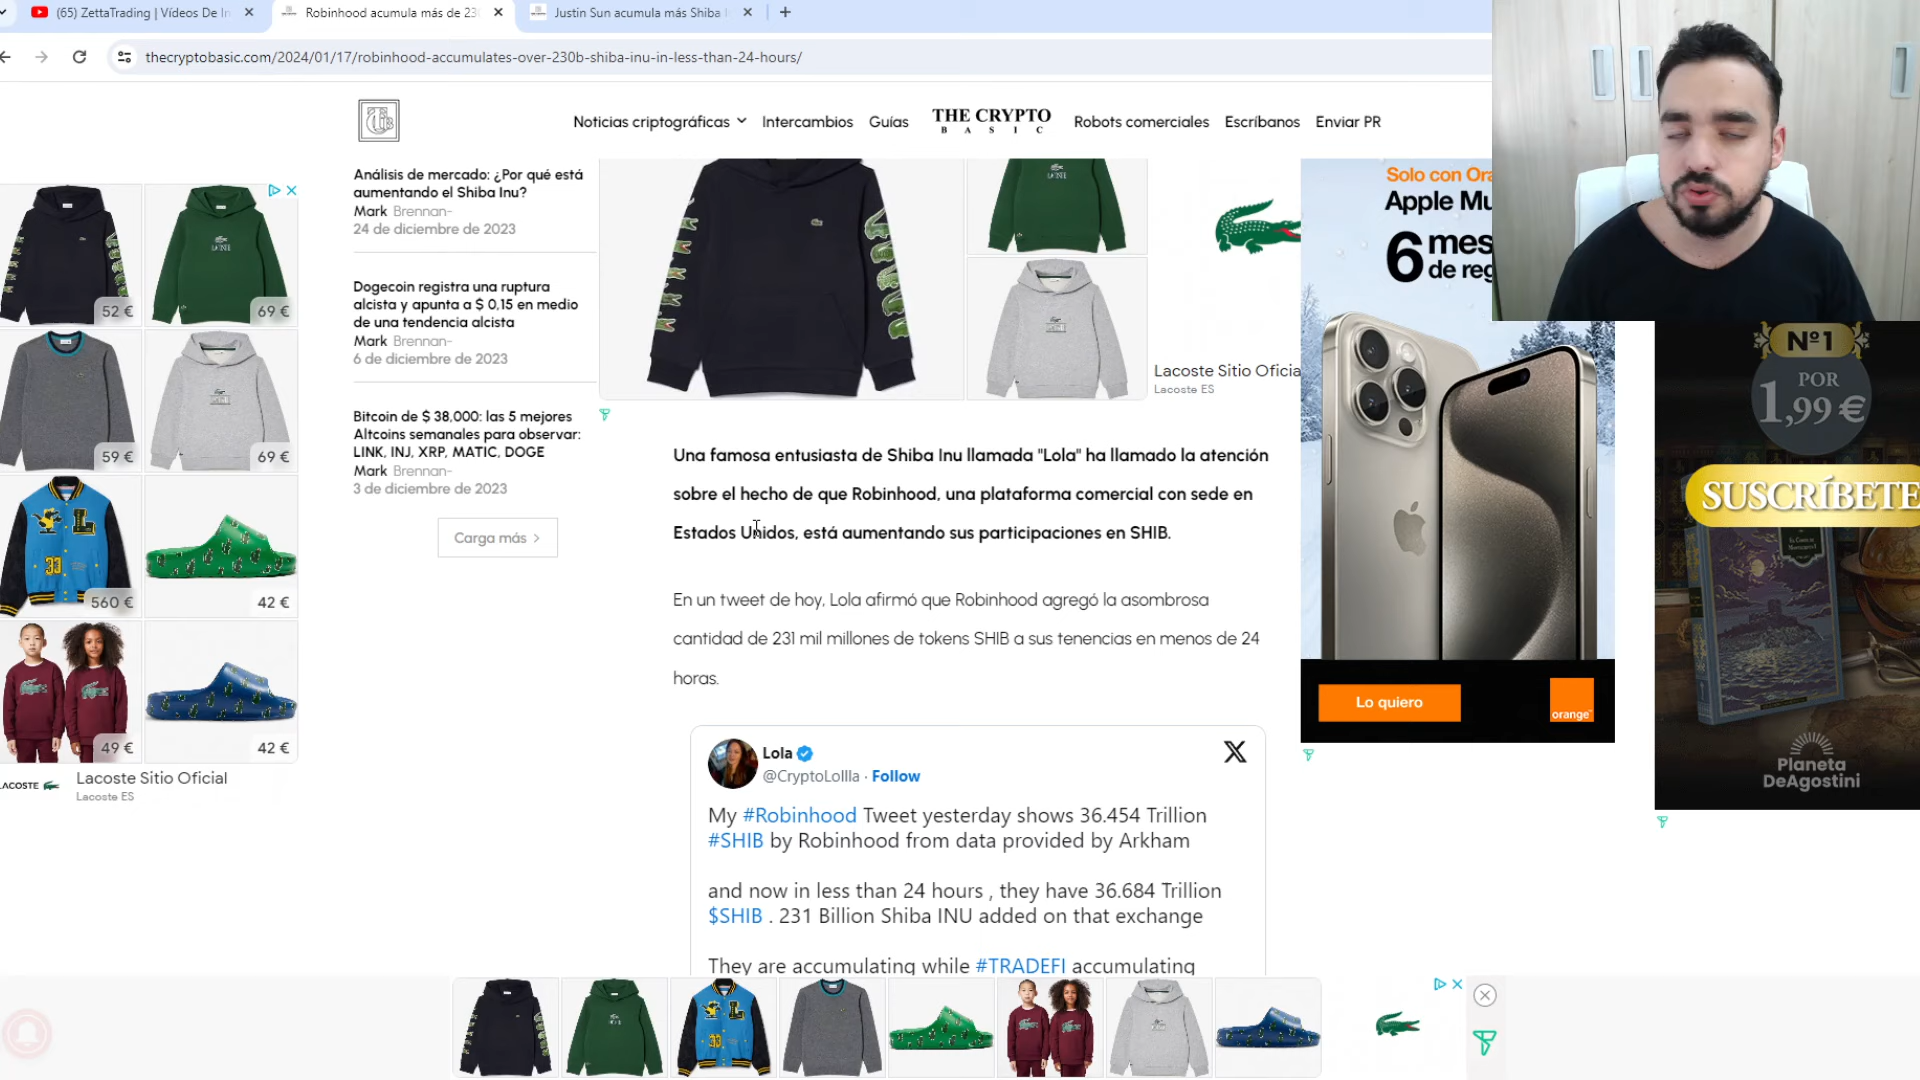 (65) ZettaTrading | Vídeos De In
Robinhood acumula más de 230
Justin Sun acumula más Shiba
thecryptobasic.com/2024/01/17/robinhood-accumulates-over-230b-shiba-inu-in-less-than-24-hours/
Noticias criptográficas
Intercambios
Guías
THE CRYPTO
BASIC
Robots comerciales
Escríbanos
Enviar PR
Análisis de mercado: ¿Por qué está
aumentando el Shiba Inu?
Mark Brennan-
24 de diciembre de 2023
Dogecoin registra una ruptura
alcista y apunta a $ 0,15 en medio
de una tendencia alcista
Mark Brennan-
6 de diciembre de 2023
Bitcoin de $ 38,000: las 5 mejores
Altcoins semanales para observar:
LINK, INJ, XRP, MATIC, DOGE
Mark Brennan-
3 de diciembre de 2023
Carga más
52 €
69 €
59 €
69 €
560 €
42 €
49 €
42 €
LACOSTE
Lacoste Sitio Oficial
Lacoste ES
Lacoste Sitio Oficia
Lacoste ES
Una famosa entusiasta de Shiba Inu llamada "Lola" ha llamado la atención
sobre el hecho de que Robinhood, una plataforma comercial con sede en
Estados Unidos, está aumentando sus participaciones en SHIB.
En un tweet de hoy, Lola afirmó que Robinhood agregó la asombrosa
cantidad de 231 mil millones de tokens SHIB a sus tenencias en menos de 24
horas.
Lola
@CryptoLollla · Follow
My #Robinhood Tweet yesterday shows 36.454 Trillion
#SHIB by Robinhood from data provided by Arkham
and now in less than 24 hours , they have 36.684 Trillion
$SHIB . 231 Billion Shiba INU added on that exchange
They are accumulating while #TRADEFI accumulating
Solo con Ora
Apple Mu
6 mes
de reg
Lo quiero
orange
Nº1
POR
1,99 €
SUSCRÍBETE
Planeta
DeAgostini